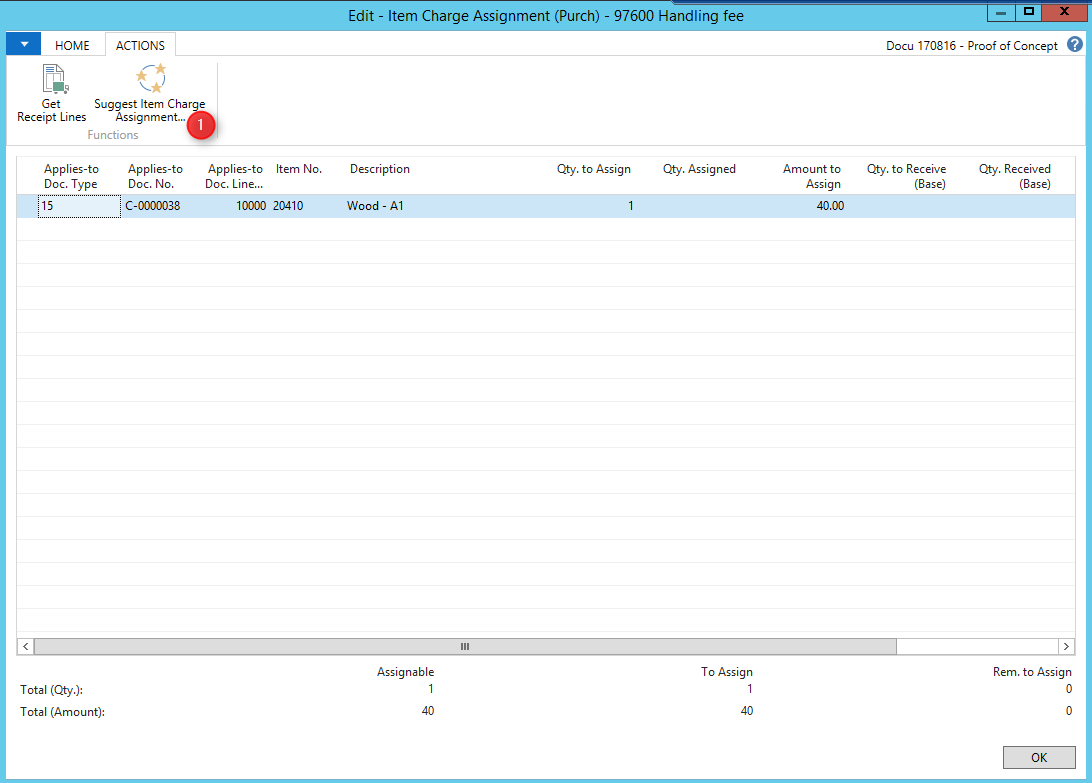 Edit - Item Charge Assignment (Purch) - 97600 Handling fee
HOME
ACTIONS
Docu 170816 - Proof of Concept
?
Get
Receipt Lines
Suggest Item Charge
Assignment...
1
Functions
Applies-to
Doc. Type
Applies-to
Doc. No.
Applies-to
Doc. Line...
Item No.
Description
Qty. to Assign
Qty. Assigned
Amount to
Assign
Qty. to Receive
(Base)
Qty. Received
(Base)
15 C-0000038 10000 20410 Wood - A1 1 40.00
Assignable To Assign Rem. to Assign
Total (Qty.): 1 1 0
Total (Amount): 40 40 0
OK